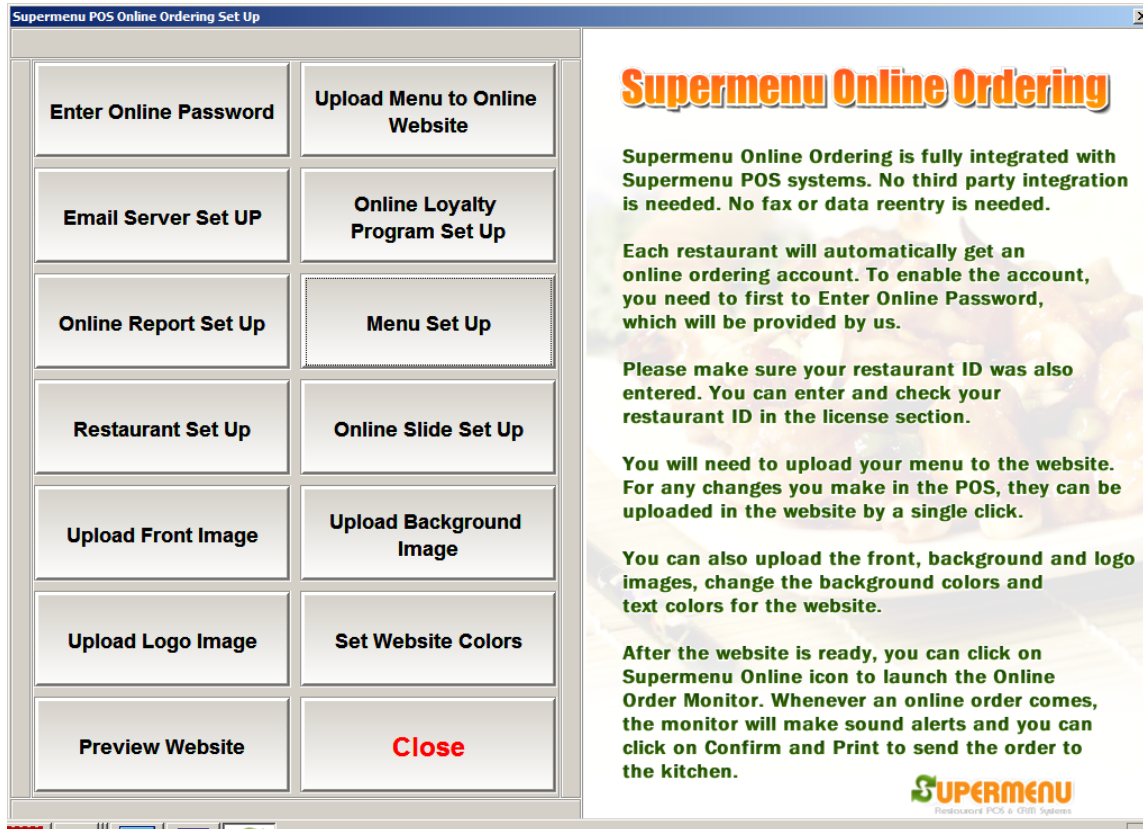 Supermenu POS Online Ordering Set Up
Enter Online Password
Upload Menu to Online
Website
Email Server Set UP
Online Loyalty
Program Set Up
Online Report Set Up
Menu Set Up
Restaurant Set Up
Online Slide Set Up
Upload Front Image
Upload Background
Image
Upload Logo Image
Set Website Colors
Preview Website
Close
Supermenu Online Ordering
Supermenu Online Ordering is fully integrated with
Supermenu POS systems. No third party integration
is needed. No fax or data reentry is needed.
Each restaurant will automatically get an
online ordering account. To enable the account,
you need to first to Enter Online Password,
which will be provided by us.
Please make sure your restaurant ID was also
entered. You can enter and check your
restaurant ID in the license section.
You will need to upload your menu to the website.
For any changes you make in the POS, they can be
uploaded in the website by a single click.
You can also upload the front, background and logo
images, change the background colors and
text colors for the website.
After the website is ready, you can click on
Supermenu Online icon to launch the Online
Order Monitor. Whenever an online order comes,
the monitor will make sound alerts and you can
click on Confirm and Print to send the order to
the kitchen.
SUPERMENU
Restaurant POS & CRM Systems